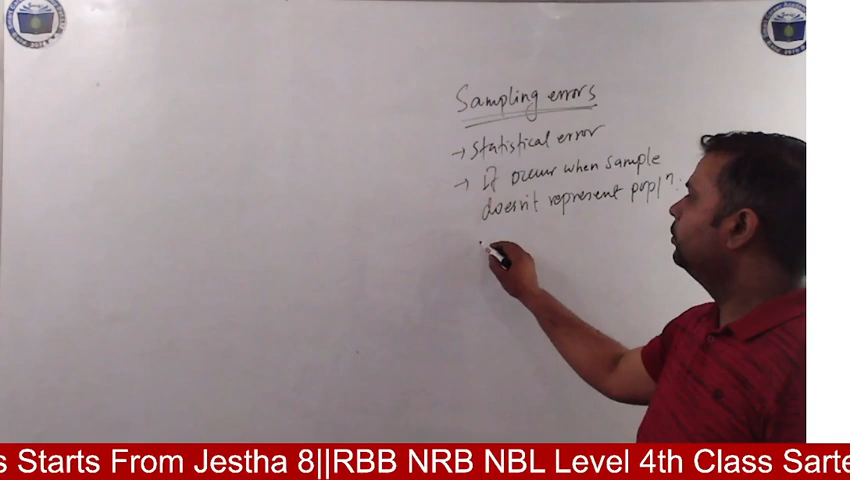 Sampling errors
→ Statistical error
→ It occur when sample
doesn't represent popln.
s Starts From Jestha 8||RBB NRB NBL Level 4th Class Sarte